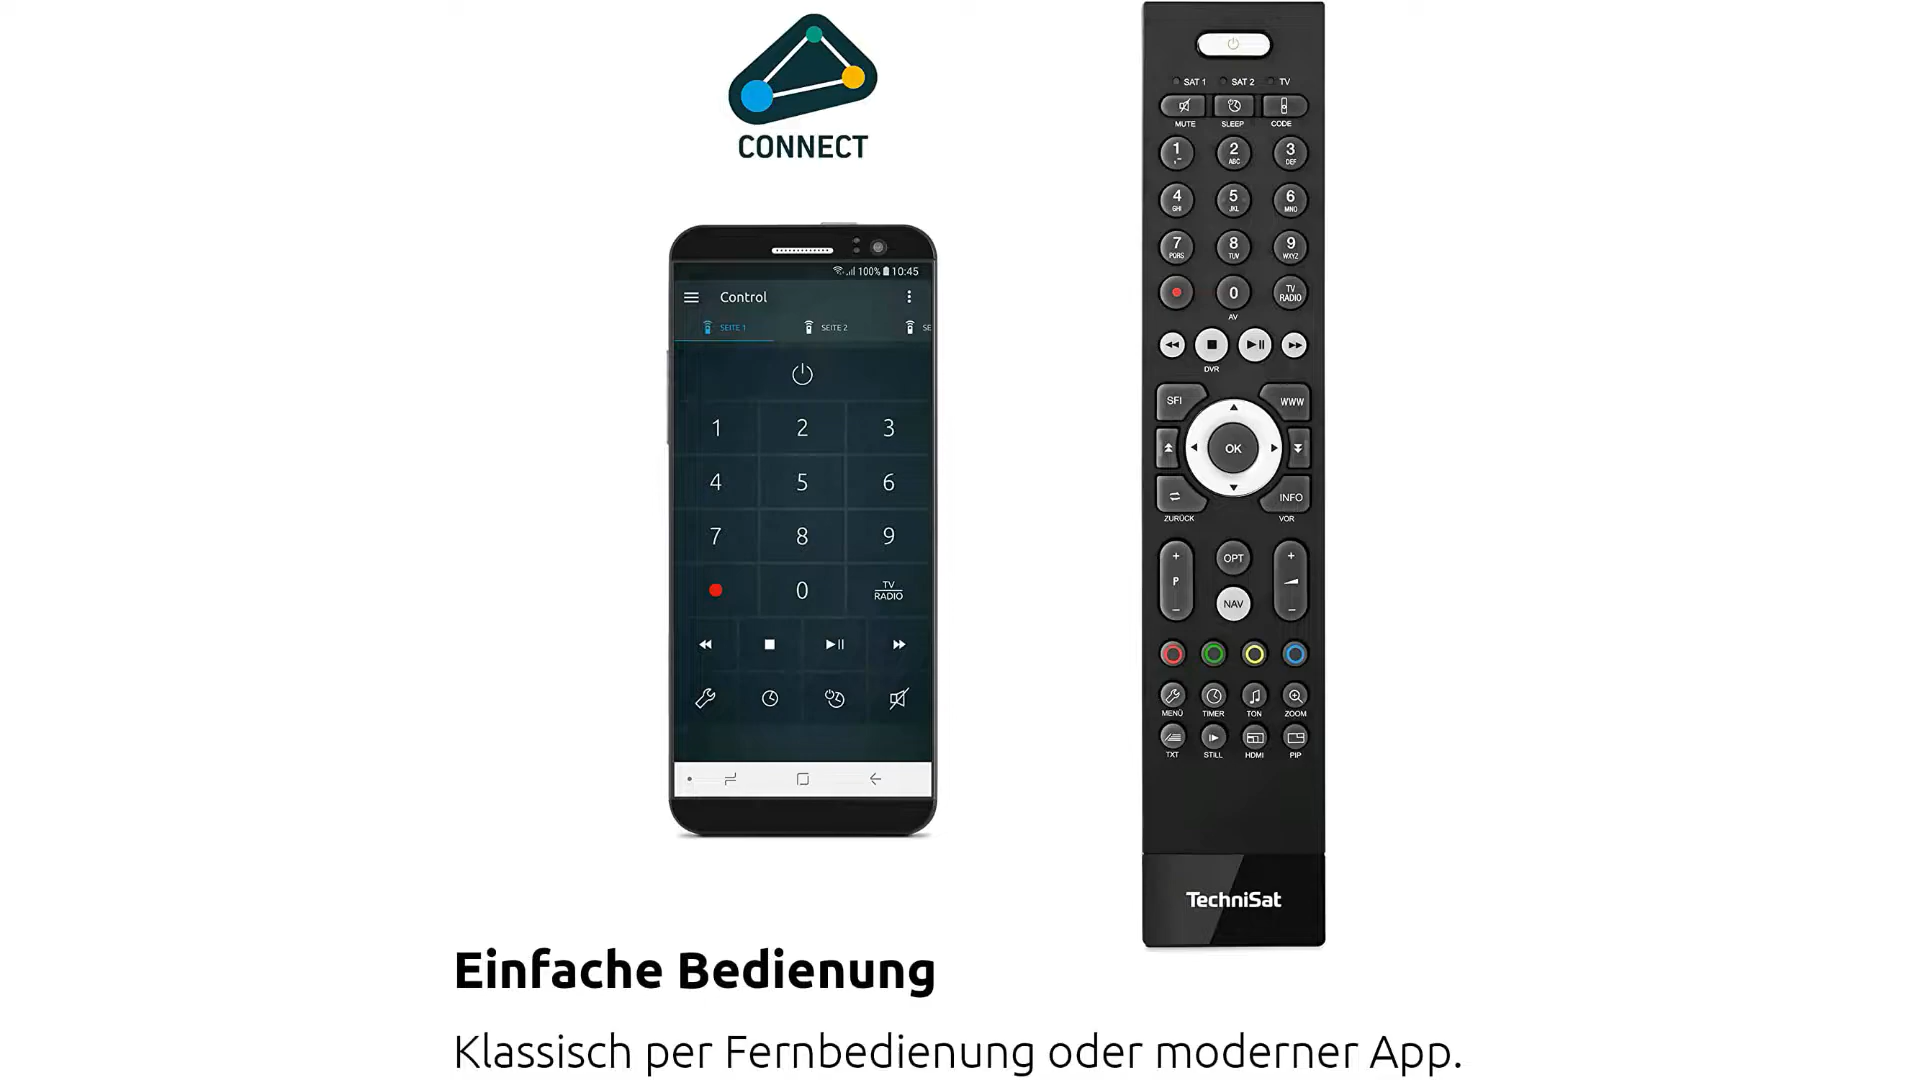 CONNECT
100% 10:45
Control
SEITE 1 SEITE 2 SE
1 2 3
4 5 6
7 8 9
0 TV RADIO
SAT 1 SAT 2 TV
MUTE SLEEP CODE
1 2 3
,- ABC DEF
4 5 6
GHI JKL MNO
7 8 9
PQRS TUV WXYZ
0 TV RADIO
AV
DVR
SFI WWW
OK
INFO
ZURÜCK VOR
+ OPT +
P
- NAV -
MENÜ TIMER TON ZOOM
TXT STILL HDMI PIP
TechniSat
Einfache Bedienung
Klassisch per Fernbedienung oder moderner App.